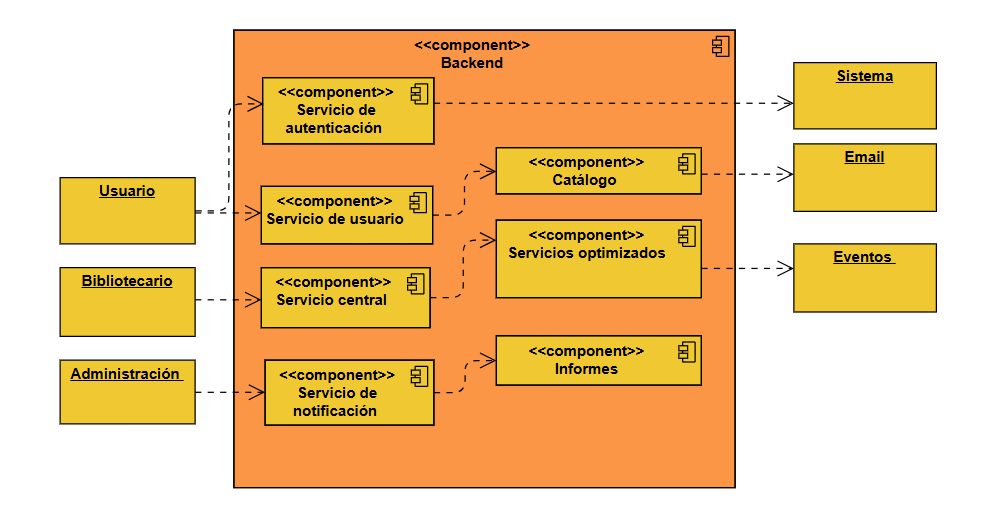 <<component>>
Backend
Usuario
Bibliotecario
Administración
<<component>>
Servicio de
autenticación
<<component>>
Servicio de usuario
<<component>>
Servicio central
<<component>>
Servicio de
notificación
<<component>>
Catálogo
<<component>>
Servicios optimizados
<<component>>
Informes
Sistema
Email
Eventos